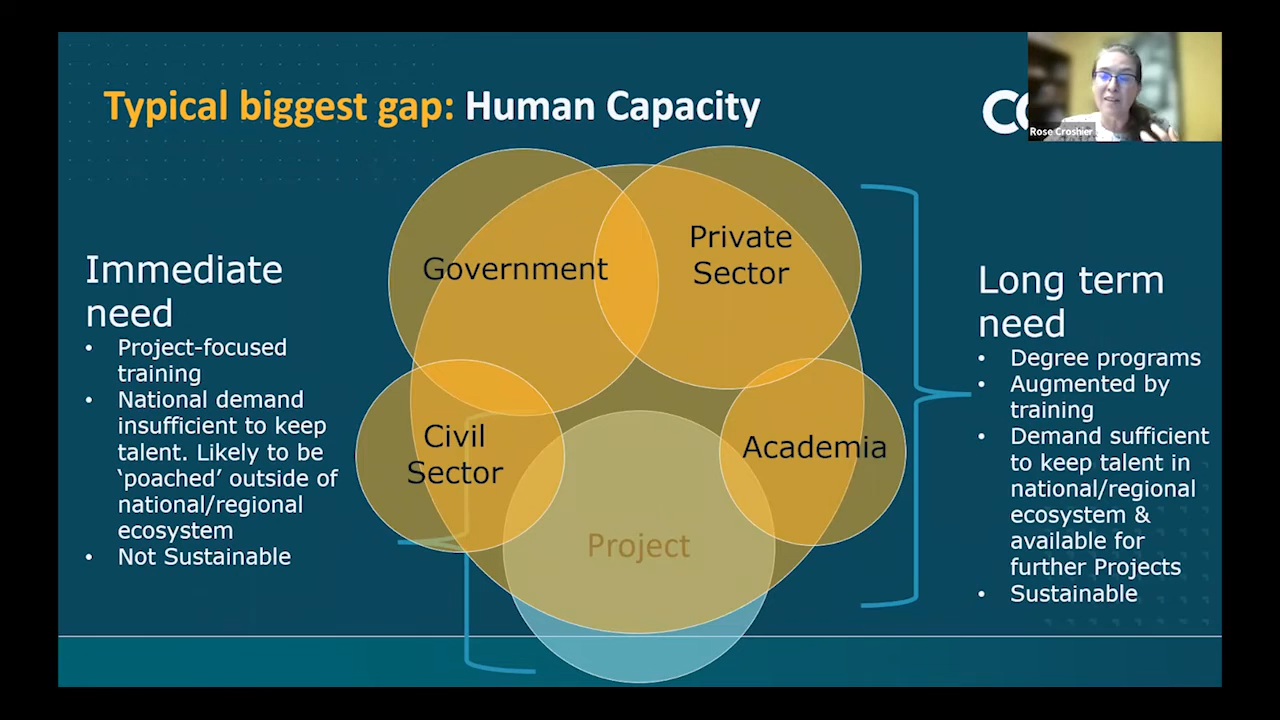 Typical biggest gap: Human Capacity
CO
Rose Croshier
Immediate
need
• Project-focused
training
• National demand
insufficient to keep
talent. Likely to be
‘poached’ outside of
national/regional
ecosystem
• Not Sustainable
Government
Private
Sector
Civil
Sector
Academia
Project
Long term
need
• Degree programs
• Augmented by
training
• Demand sufficient
to keep talent in
national/regional
ecosystem &
available for
further Projects
• Sustainable